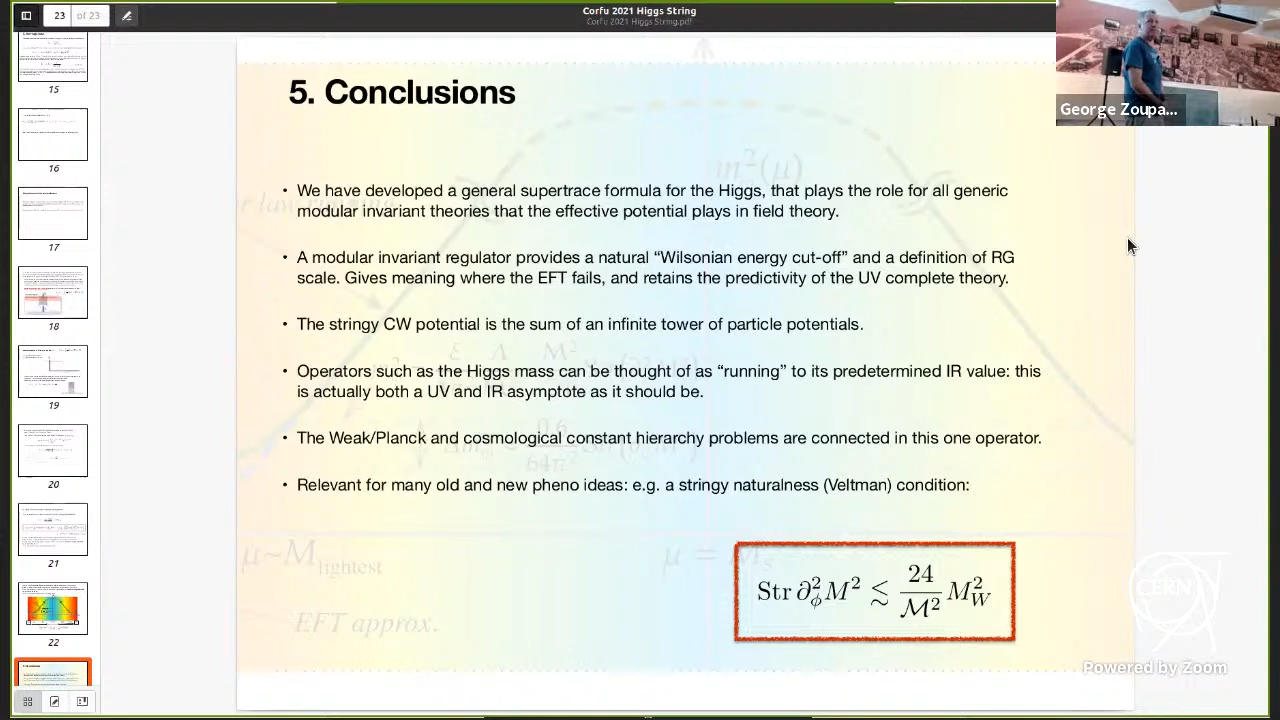 Corfu 2021 Higgs String
Corfu 2021 Higgs String.pdf
23 of 23
George Zoupa...
5. Conclusions
• We have developed a general supertrace formula for the Higgs, that plays the role for all generic
modular invariant theories that the effective potential plays in field theory.
• A modular invariant regulator provides a natural “Wilsonian energy cut-off” and a definition of RG
scale. Gives meaning where the EFT fails, and retains the predictivity of the UV complete theory.
• The stringy CW potential is the sum of an infinite tower of particle potentials.
• Operators such as the Higgs mass can be thought of as “running” to its predetermined IR value: this
is actually both a UV and IR asymptote as it should be.
• The Weak/Planck and cosmological constant hierarchy problems are connected in this one operator.
• Relevant for many old and new pheno ideas: e.g. a stringy naturalness (Veltman) condition:
Str ∂²_ϕ M² ≲ 24/ℳ² M²_W
μ~M_lightest
μ =
EFT approx.
15
16
17
18
19
20
21
22
CERN
Powered by Zoom